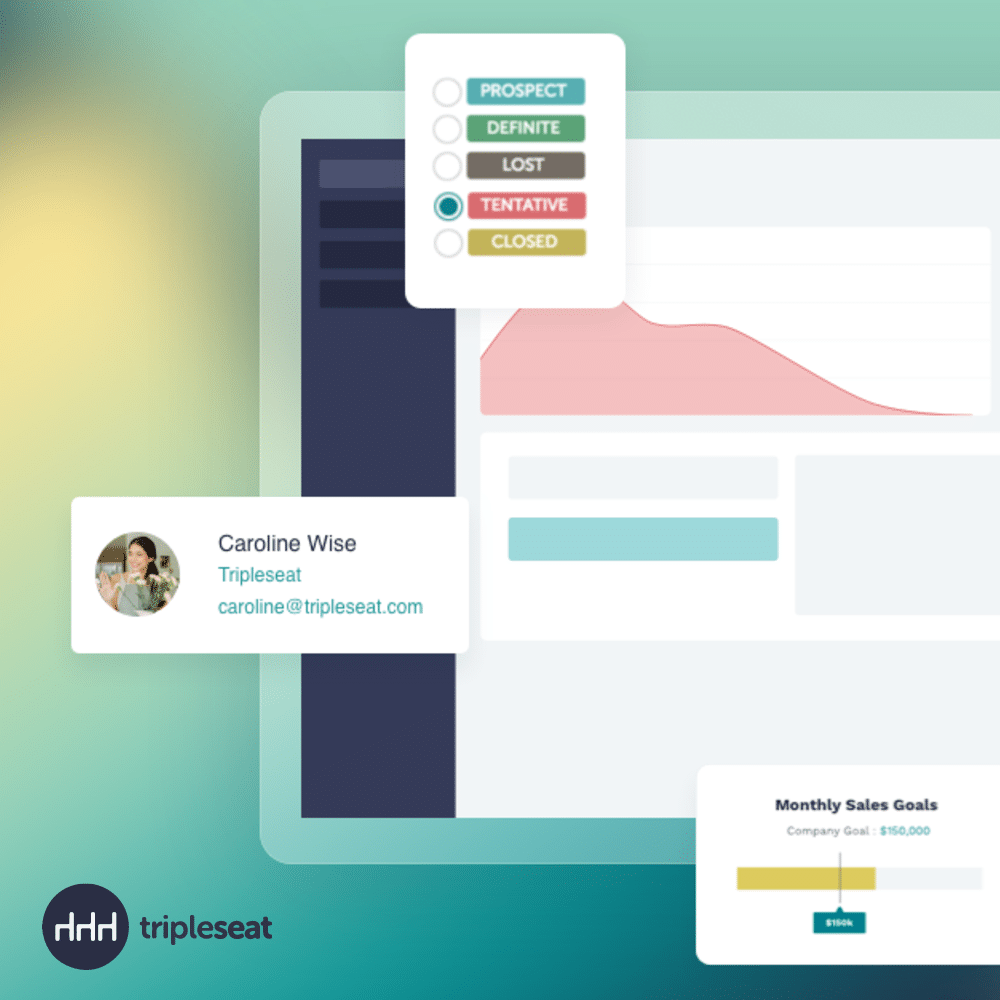 PROSPECT
DEFINITE
LOST
TENTATIVE
CLOSED
Caroline Wise
Tripleseat
caroline@tripleseat.com
Monthly Sales Goals
Company Goal : $150,000
$150k
tripleseat